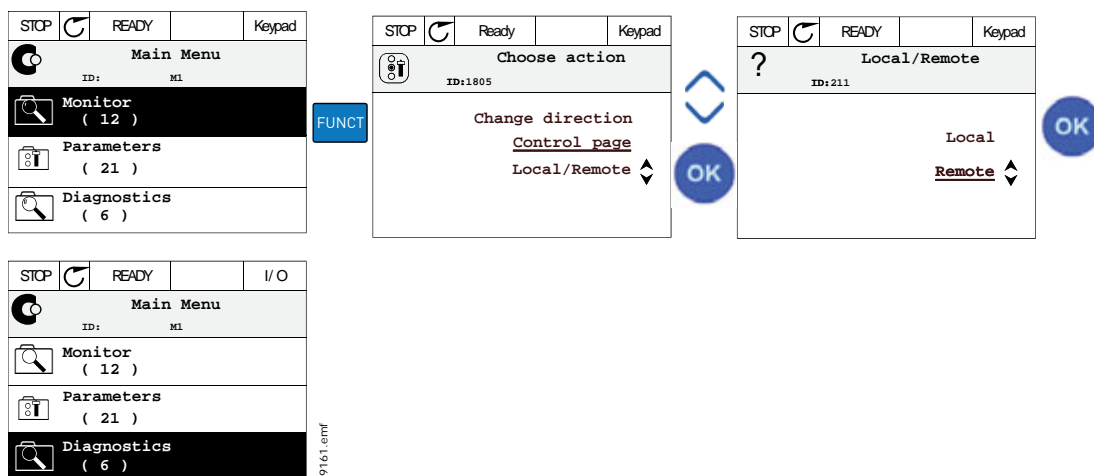 STOP READY Keypad
Main Menu
ID: M1
Monitor
( 12 )
Parameters
( 21 )
Diagnostics
( 6 )
FUNCT
STOP Ready Keypad
Choose action
ID:1805
Change direction
Control page
Local/Remote
OK
STOP READY Keypad
? Local/Remote
ID:211
Local
Remote
OK
STOP READY I/O
Main Menu
ID: M1
Monitor
( 12 )
Parameters
( 21 )
Diagnostics
( 6 )
9161.emf